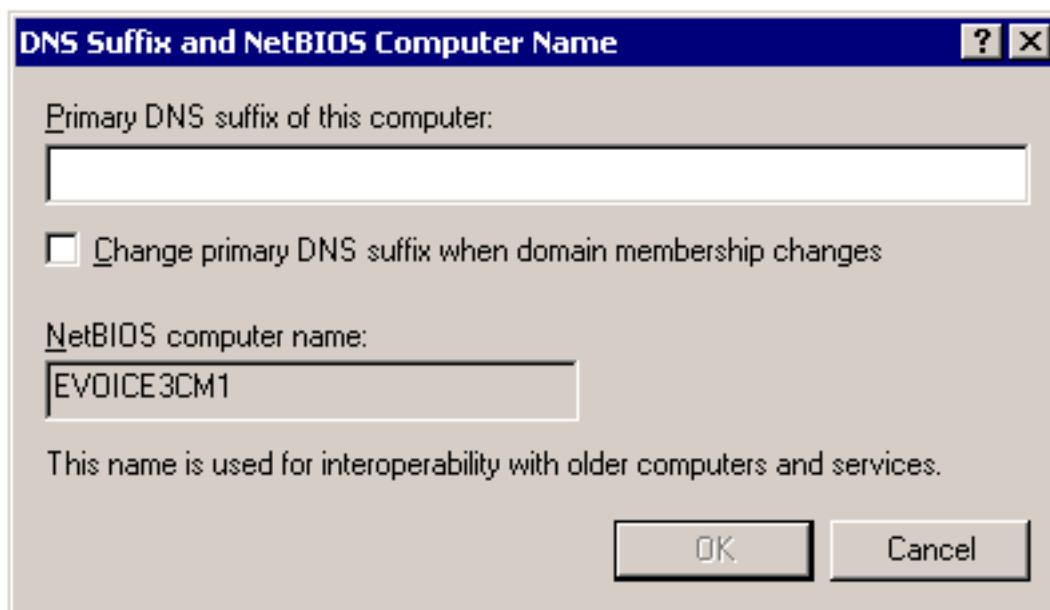 DNS Suffix and NetBIOS Computer Name
Primary DNS suffix of this computer:
Change primary DNS suffix when domain membership changes
NetBIOS computer name:
EVOICE3CM1
This name is used for interoperability with older computers and services.
OK Cancel